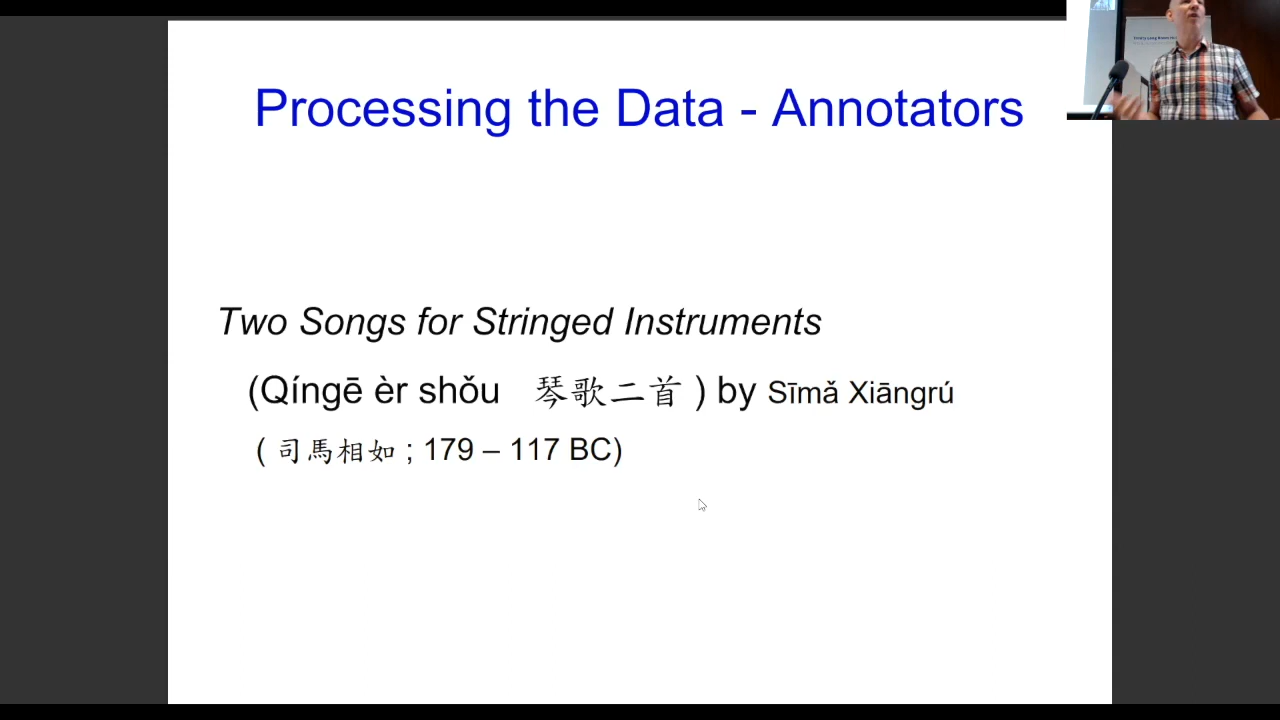 Processing the Data - Annotators
Two Songs for Stringed Instruments
(Qíngē èr shǒu 琴歌二首 ) by Sīmǎ Xiāngrú
( 司馬相如 ; 179 – 117 BC)